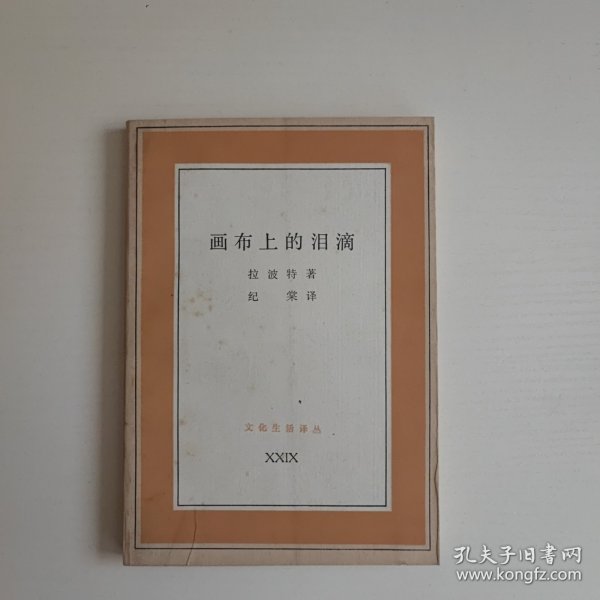 画布上的泪滴
拉波特著
纪棠译
文化生活译丛
XXIX
孔夫子旧書网
www.kongfz.com